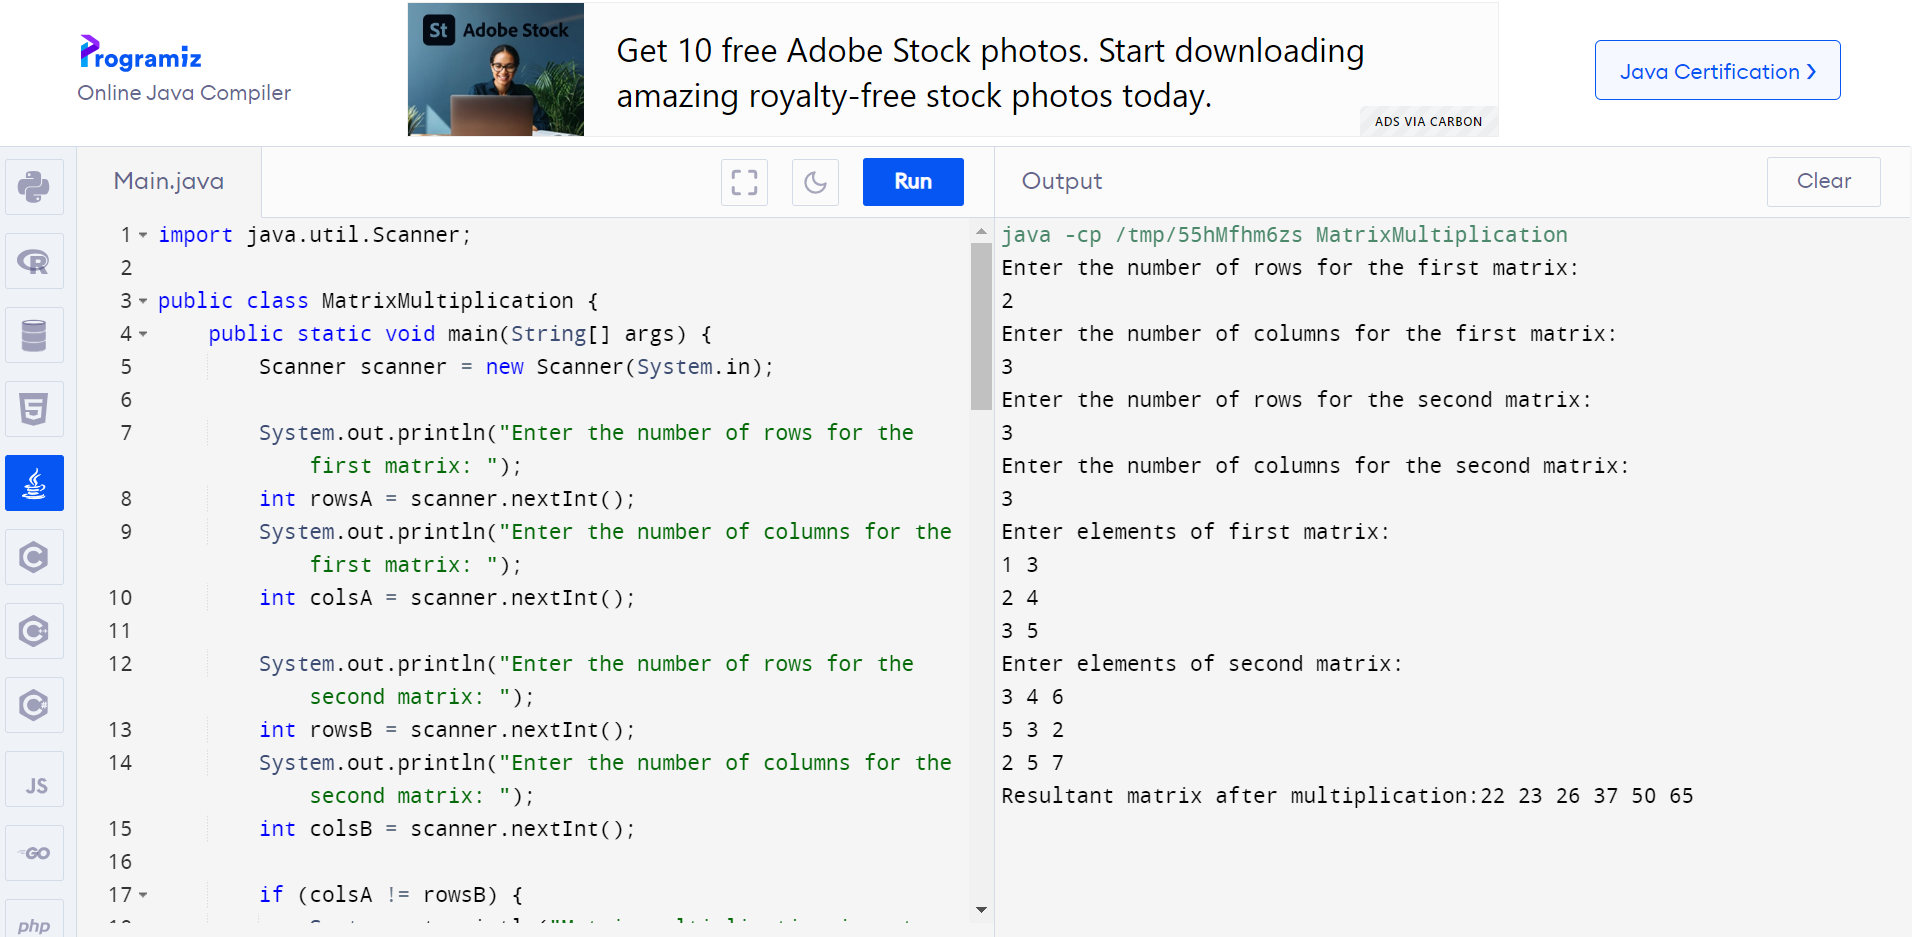 Programiz
Online Java Compiler
St Adobe Stock
Get 10 free Adobe Stock photos. Start downloading
amazing royalty-free stock photos today.
ADS VIA CARBON
Java Certification ❯
Main.java
Run
Output
Clear
1 import java.util.Scanner;
2
3 public class MatrixMultiplication {
4 public static void main(String[] args) {
5 Scanner scanner = new Scanner(System.in);
6
7 System.out.println("Enter the number of rows for the
first matrix: ");
8 int rowsA = scanner.nextInt();
9 System.out.println("Enter the number of columns for the
first matrix: ");
10 int colsA = scanner.nextInt();
11
12 System.out.println("Enter the number of rows for the
second matrix: ");
13 int rowsB = scanner.nextInt();
14 System.out.println("Enter the number of columns for the
second matrix: ");
15 int colsB = scanner.nextInt();
16
17 if (colsA != rowsB) {
java -cp /tmp/55hMfhm6zs MatrixMultiplication
Enter the number of rows for the first matrix:
2
Enter the number of columns for the first matrix:
3
Enter the number of rows for the second matrix:
3
Enter the number of columns for the second matrix:
3
Enter elements of first matrix:
1 3
2 4
3 5
Enter elements of second matrix:
3 4 6
5 3 2
2 5 7
Resultant matrix after multiplication:22 23 26 37 50 65
R
5
C
C++
C#
JS
GO
php